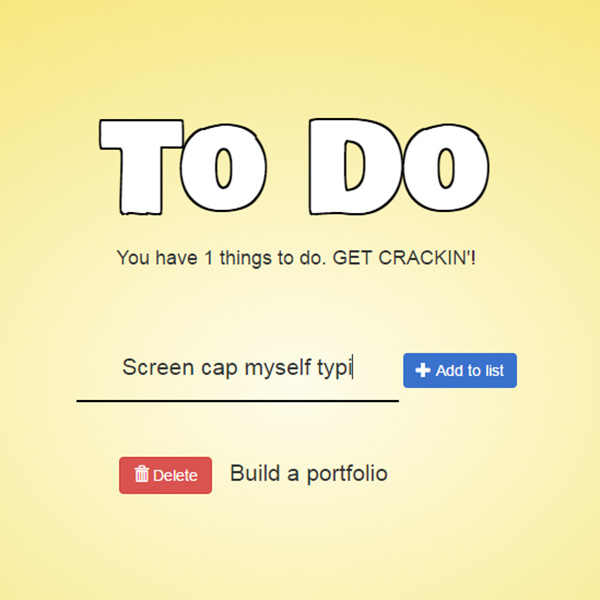 To Do
You have 1 things to do. GET CRACKIN'!
Screen cap myself typi
Add to list
Delete
Build a portfolio